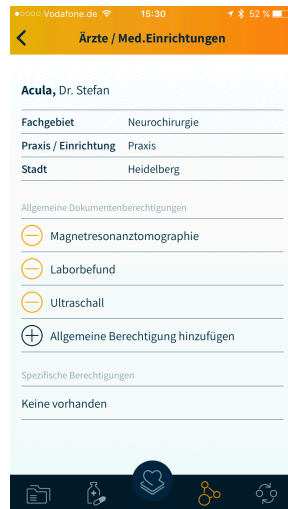 Vodafone.de 15:30 52 %
Ärzte / Med.Einrichtungen
Acula, Dr. Stefan
Fachgebiet Neurochirurgie
Praxis / Einrichtung Praxis
Stadt Heidelberg
Allgemeine Dokumentenberechtigungen
Magnetresonanztomographie
Laborbefund
Ultraschall
Allgemeine Berechtigung hinzufügen
Spezifische Berechtigungen
Keine vorhanden